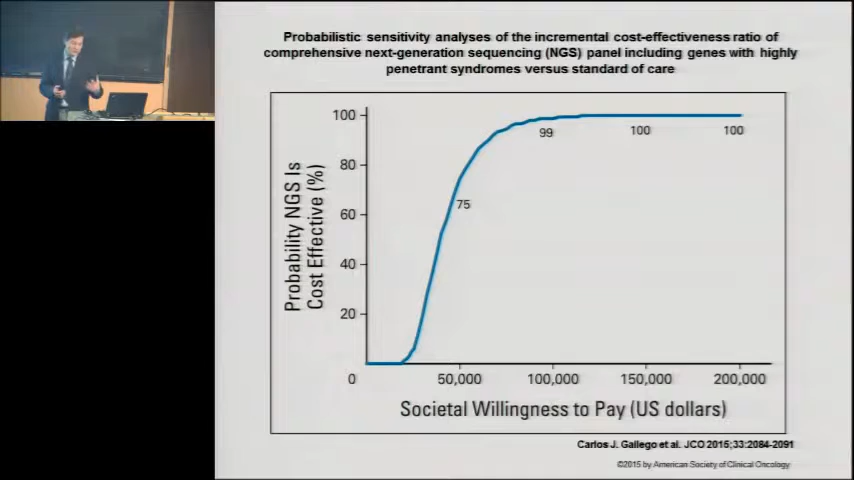 Probabilistic sensitivity analyses of the incremental cost-effectiveness ratio of
comprehensive next-generation sequencing (NGS) panel including genes with highly
penetrant syndromes versus standard of care
100
80
60
40
20
0
Probability NGS Is
Cost Effective (%)
75
99
100
100
50,000
100,000
150,000
200,000
Societal Willingness to Pay (US dollars)
Carlos J. Gallego et al. JCO 2015;33:2084-2091
©2015 by American Society of Clinical Oncology